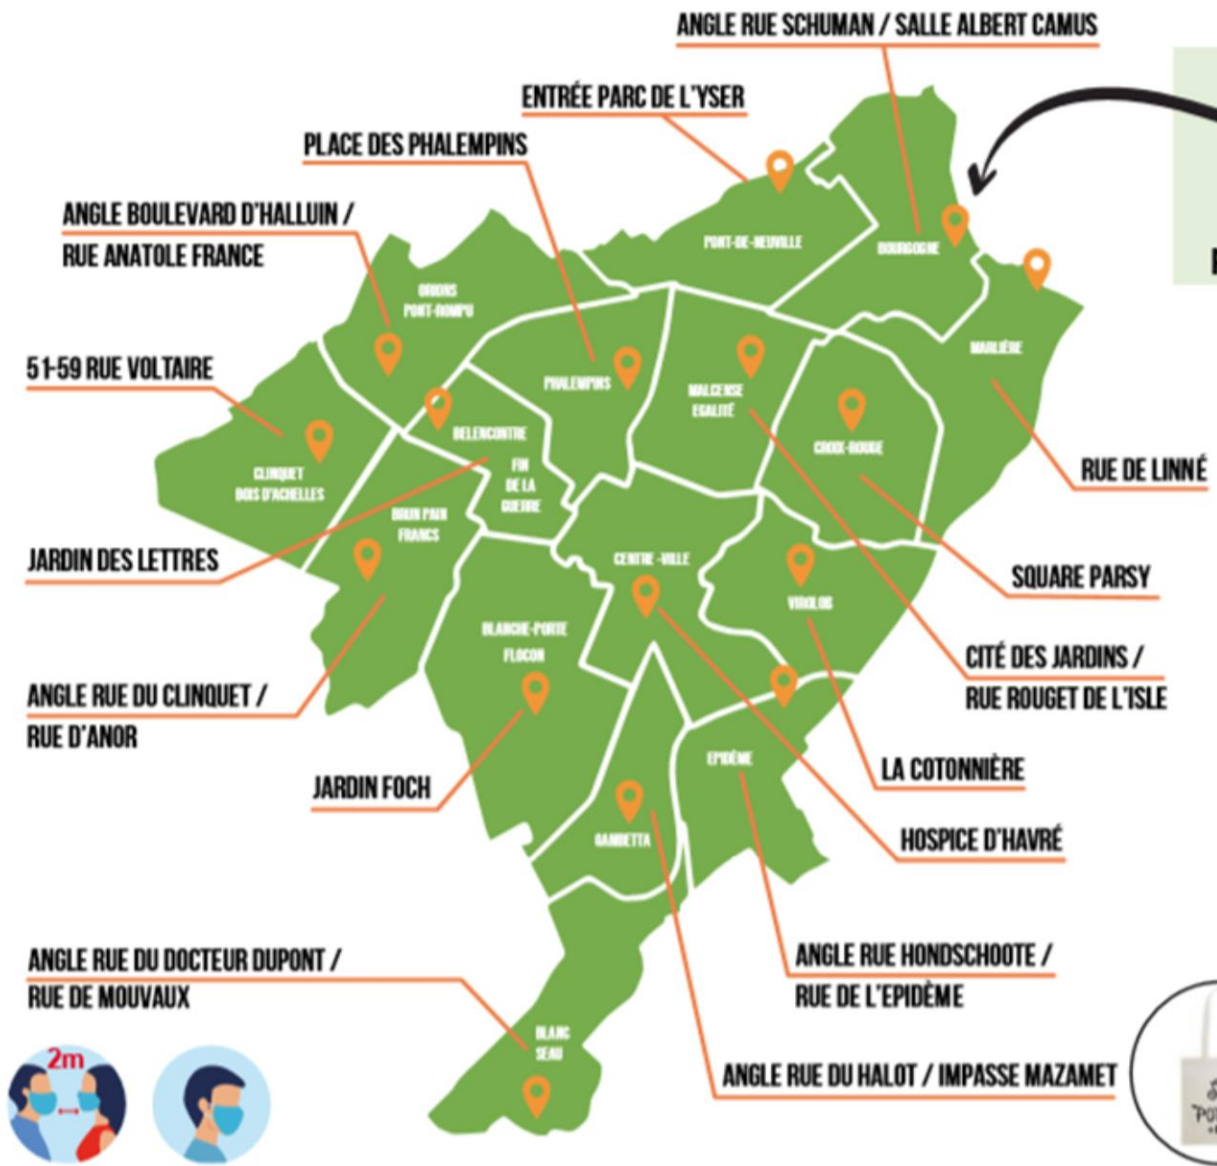 ANGLE RUE SCHUMAN / SALLE ALBERT CAMUS
ENTRÉE PARC DE L'YSER
PLACE DES PHALEMPINS
ANGLE BOULEVARD D'HALLUIN /
RUE ANATOLE FRANCE
51-59 RUE VOLTAIRE
JARDIN DES LETTRES
ANGLE RUE DU CLINQUET /
RUE D'ANOR
JARDIN FOCH
ANGLE RUE DU DOCTEUR DUPONT /
RUE DE MOUVAUX
2m
PONT-DE-NEUVILLE
BOURGOGNE
ORIONS
PONT-ROMPU
MARLIÈRE
PHALEMPINS
MALCENSE
EGALITÉ
CROIX-ROUGE
BELENCONTRE
FIN
DE LA
GUERRE
CLINQUET
BOIS D'ACHELLES
BRUN PAIN
FRANCS
CENTRE-VILLE
VIROLOIS
BLANCHE-PORTE
FLOCON
EPIDÈME
GAMBETTA
BLANC
SEAU
RUE DE LINNÉ
SQUARE PARSY
CITÉ DES JARDINS /
RUE ROUGET DE L'ISLE
LA COTONNIÈRE
HOSPICE D'HAVRÉ
ANGLE RUE HONDSCHOOTE /
RUE DE L'EPIDÈME
ANGLE RUE DU HALOT / IMPASSE MAZAMET